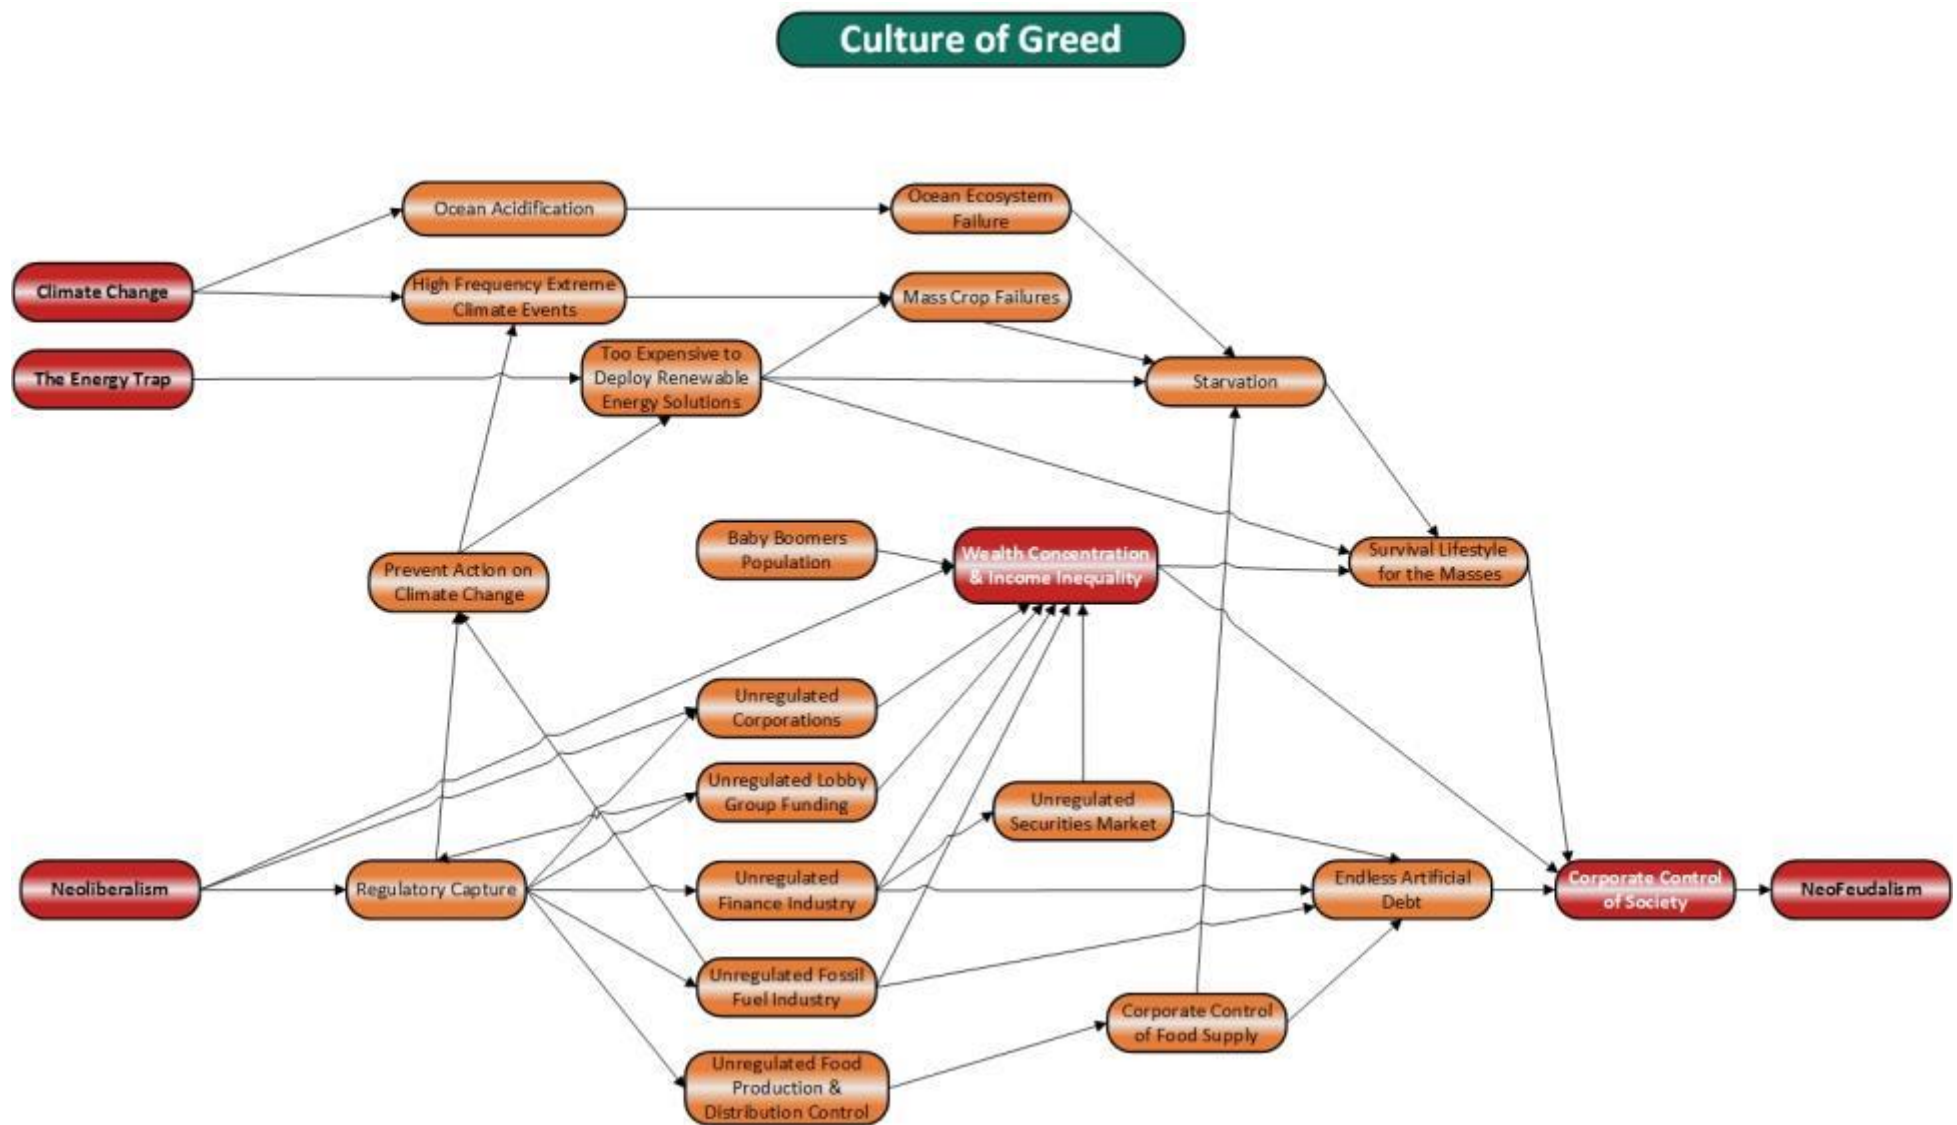 Culture of Greed
Ocean Acidification
Ocean Ecosystem
Failure
Climate Change
High Frequency Extreme
Climate Events
Mass Crop Failures
The Energy Trap
Too Expensive to
Deploy Renewable
Energy Solutions
Starvation
Baby Boomers
Population
Wealth Concentration
& Income Inequality
Survival Lifestyle
for the Masses
Prevent Action on
Climate Change
Unregulated
Corporations
Unregulated Lobby
Group Funding
Unregulated
Securities Market
Neoliberalism
Regulatory Capture
Unregulated
Finance Industry
Endless Artificial
Debt
Corporate Control
of Society
NeoFeudalism
Unregulated Fossil
Fuel Industry
Corporate Control
of Food Supply
Unregulated Food
Production &
Distribution Control